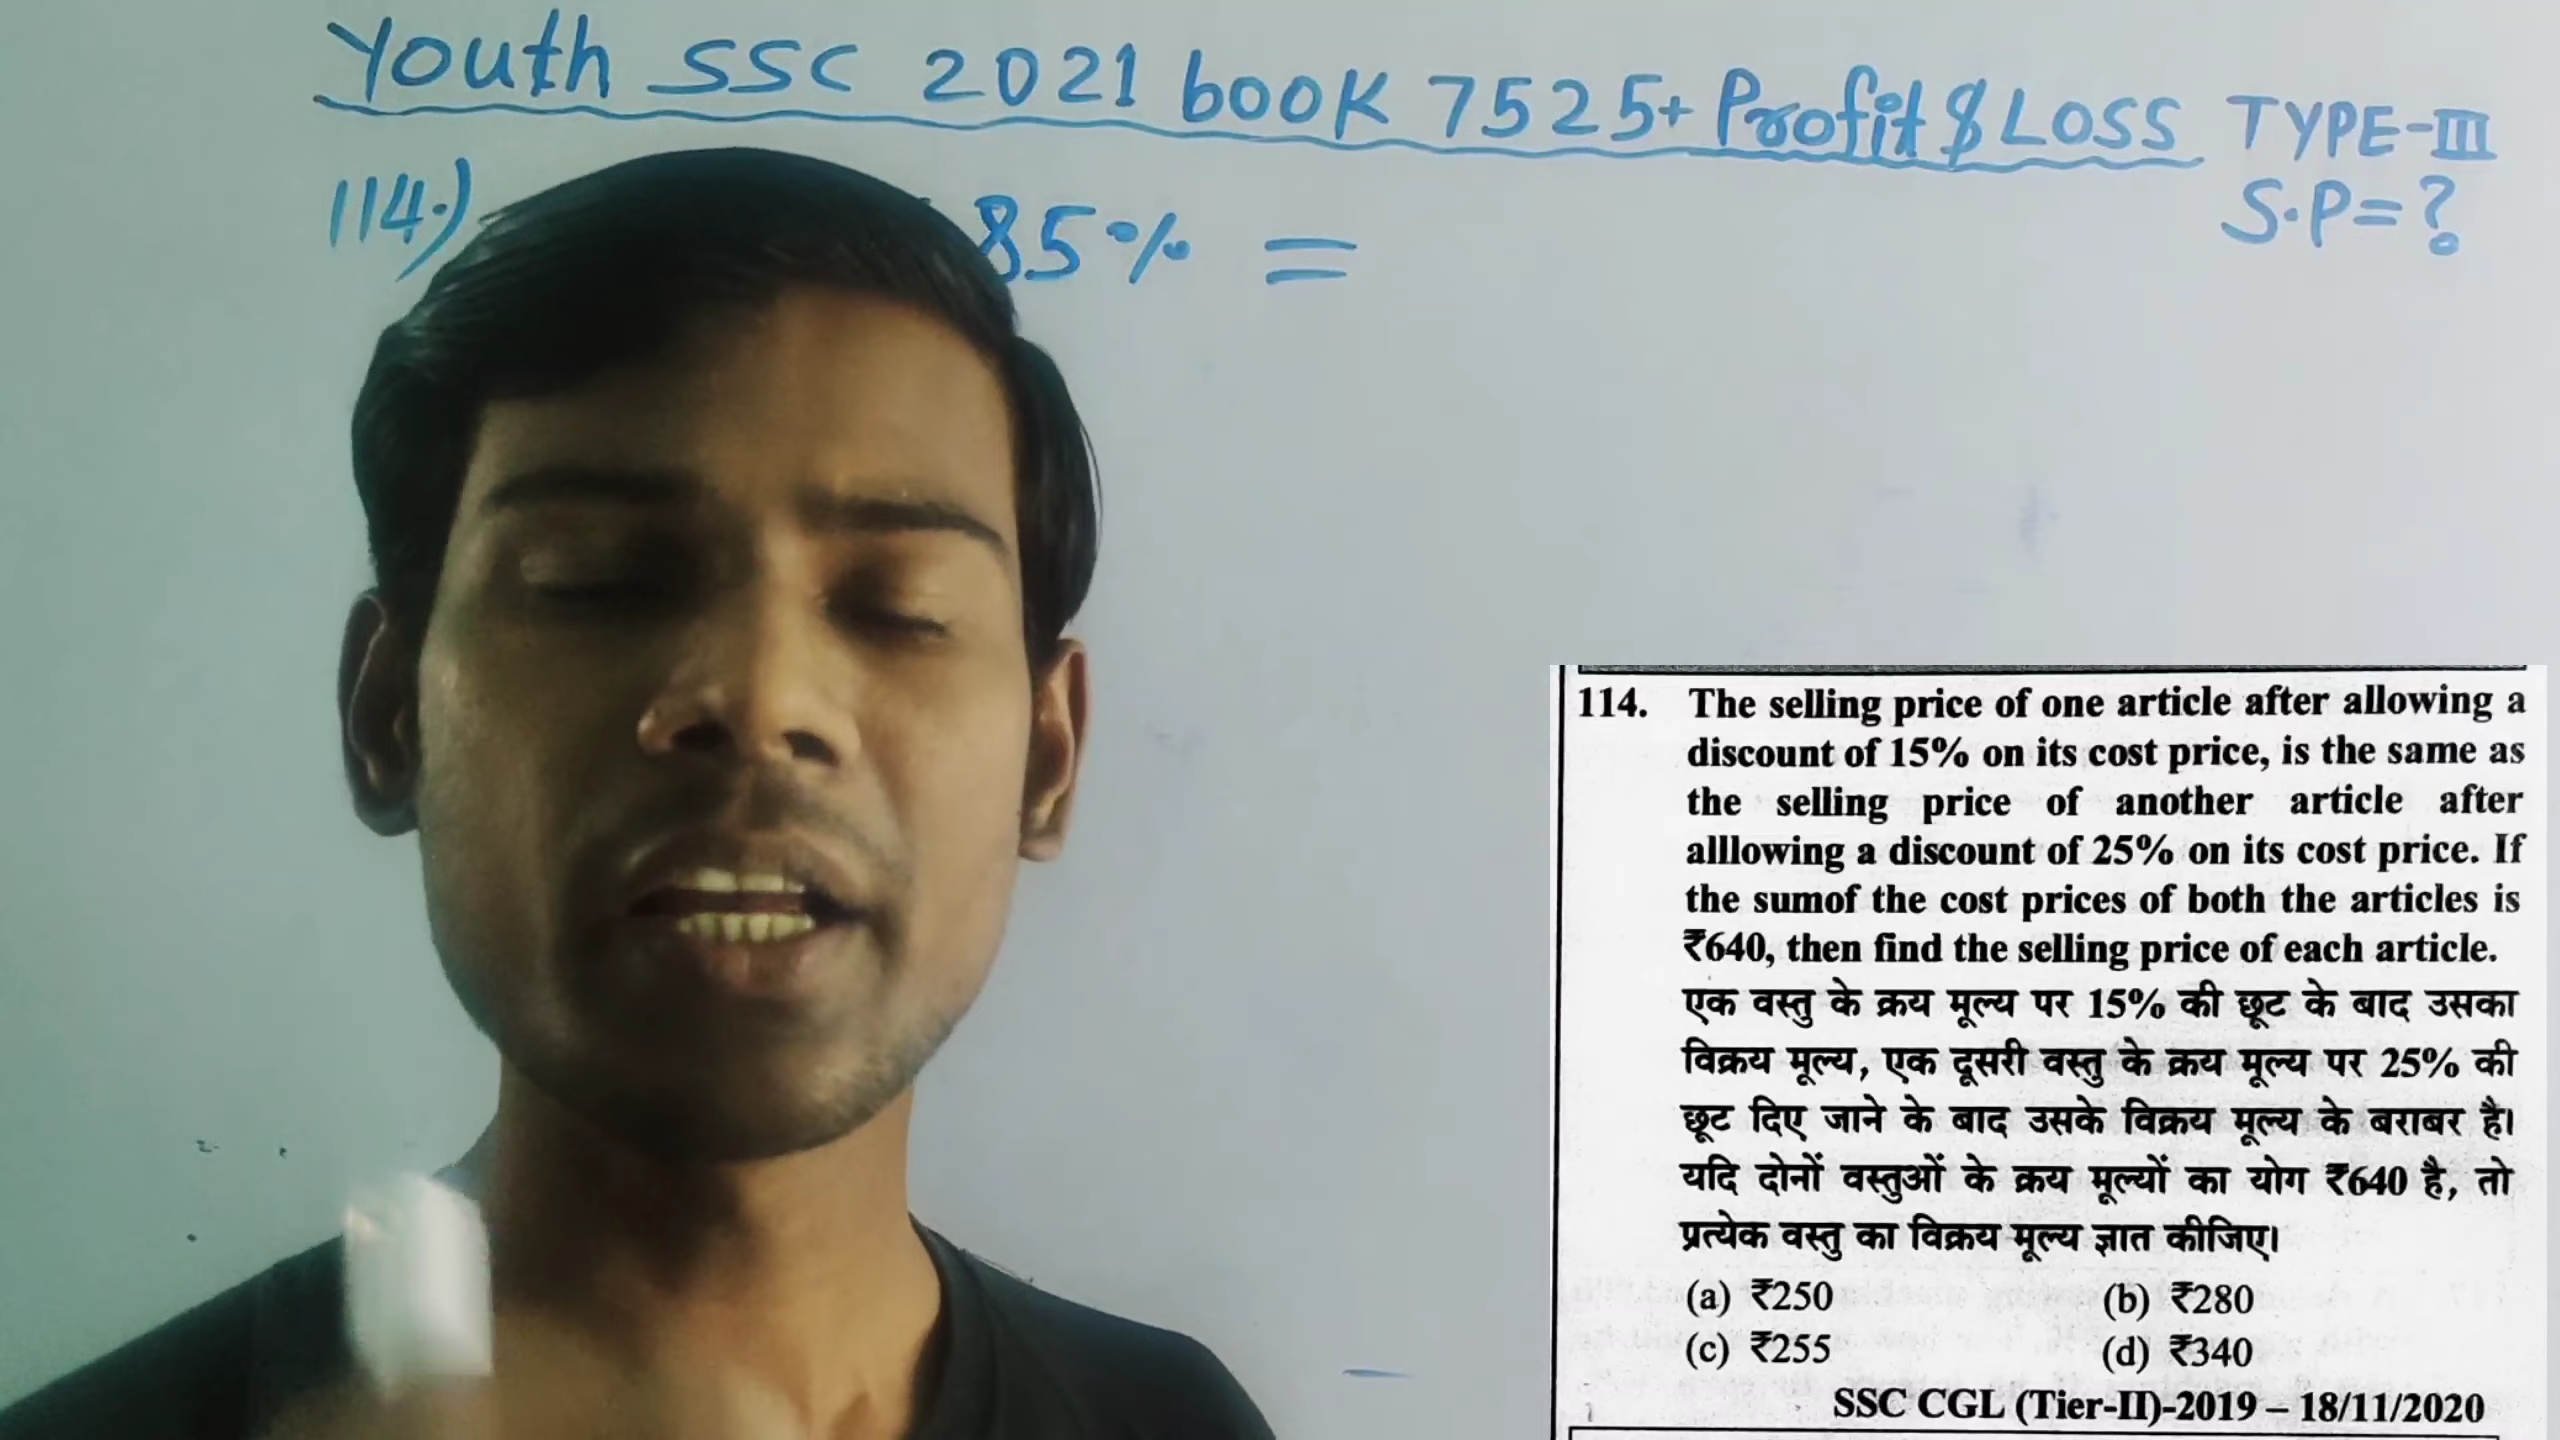 Youth SSC 2021 book 7525+ Profit & Loss TYPE-III
114.) 85% = S.P=?
114. The selling price of one article after allowing a
discount of 15% on its cost price, is the same as
the selling price of another article after
alllowing a discount of 25% on its cost price. If
the sumof the cost prices of both the articles is
₹640, then find the selling price of each article.
एक वस्तु के क्रय मूल्य पर 15% की छूट के बाद उसका
विक्रय मूल्य, एक दूसरी वस्तु के क्रय मूल्य पर 25% की
छूट दिए जाने के बाद उसके विक्रय मूल्य के बराबर है।
यदि दोनों वस्तुओं के क्रय मूल्यों का योग ₹640 है, तो
प्रत्येक वस्तु का विक्रय मूल्य ज्ञात कीजिए।
(a) ₹250 (b) ₹280
(c) ₹255 (d) ₹340
SSC CGL (Tier-II)-2019 – 18/11/2020